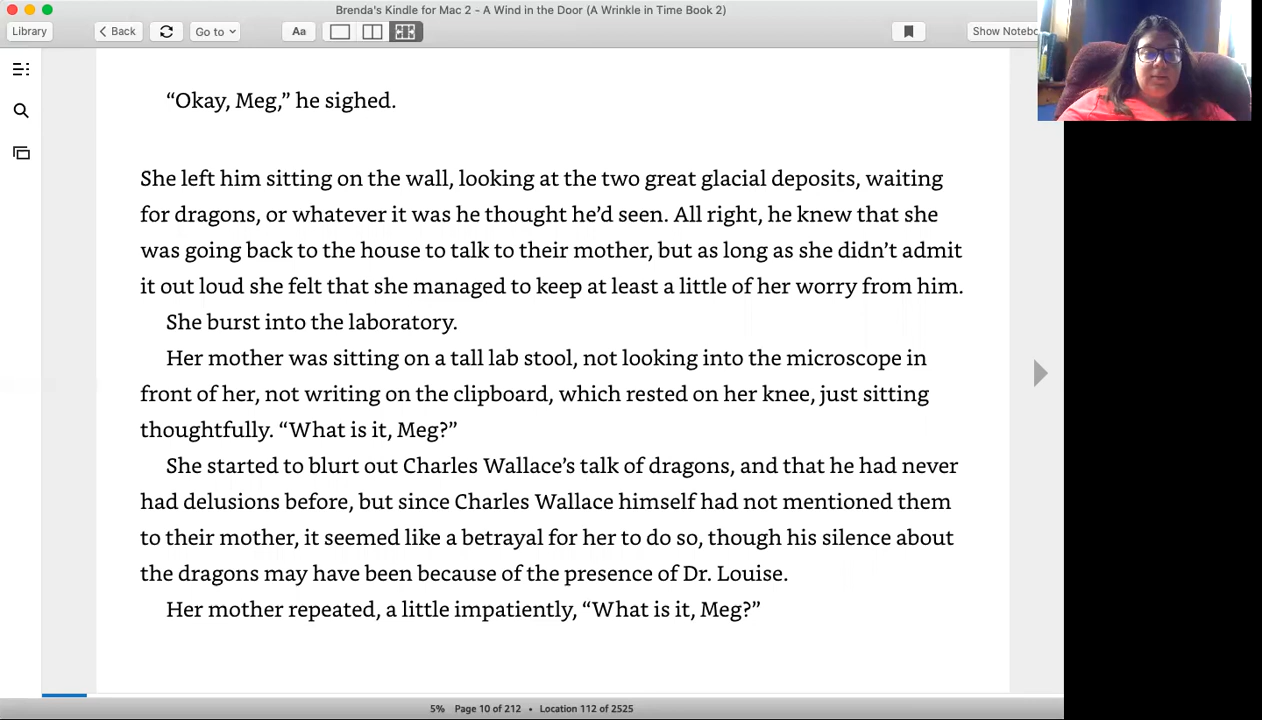 Brenda's Kindle for Mac 2 - A Wind in the Door (A Wrinkle in Time Book 2)
Library
Back
Go to
Aa
Show Notebo
“Okay, Meg,” he sighed.
She left him sitting on the wall, looking at the two great glacial deposits, waiting
for dragons, or whatever it was he thought he’d seen. All right, he knew that she
was going back to the house to talk to their mother, but as long as she didn’t admit
it out loud she felt that she managed to keep at least a little of her worry from him.
She burst into the laboratory.
Her mother was sitting on a tall lab stool, not looking into the microscope in
front of her, not writing on the clipboard, which rested on her knee, just sitting
thoughtfully. “What is it, Meg?”
She started to blurt out Charles Wallace’s talk of dragons, and that he had never
had delusions before, but since Charles Wallace himself had not mentioned them
to their mother, it seemed like a betrayal for her to do so, though his silence about
the dragons may have been because of the presence of Dr. Louise.
Her mother repeated, a little impatiently, “What is it, Meg?”
5% Page 10 of 212 • Location 112 of 2525